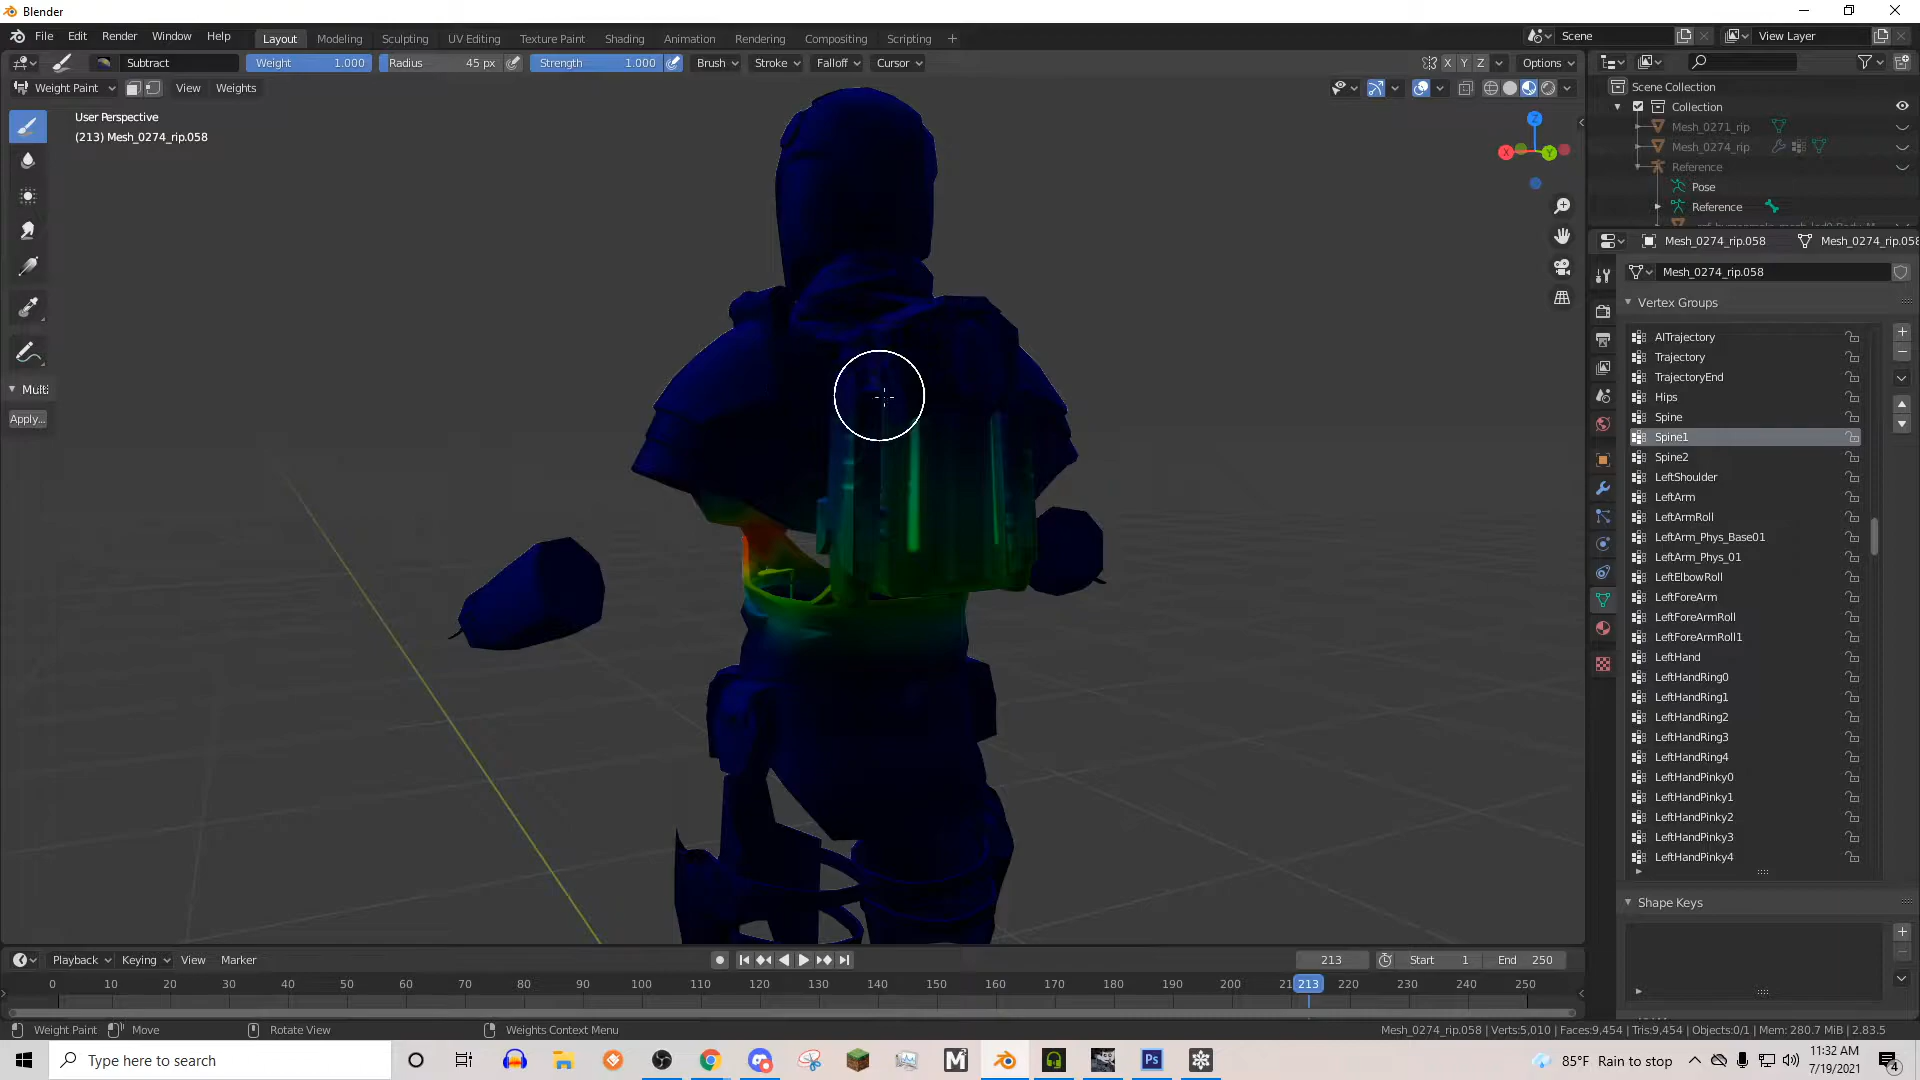 Blender
File Edit Render Window Help
Layout Modeling Sculpting UV Editing Texture Paint Shading Animation Rendering Compositing Scripting
Scene View Layer
Subtract Weight 1.000 Radius 45 px Strength 1.000 Brush Stroke Falloff Cursor X Y Z Options
Weight Paint View Weights
User Perspective
(213) Mesh_0274_rip.058
Z
X Y
Multi
Apply...
Scene Collection
Collection
Mesh_0271_rip
Mesh_0274_rip
Reference
Pose
Reference
Mesh_0274_rip.058 Mesh_0274_rip.058
Mesh_0274_rip.058
Vertex Groups
AITrajectory
Trajectory
TrajectoryEnd
Hips
Spine
Spine1
Spine2
LeftShoulder
LeftArm
LeftArmRoll
LeftArm_Phys_Base01
LeftArm_Phys_01
LeftElbowRoll
LeftForeArm
LeftForeArmRoll
LeftForeArmRoll1
LeftHand
LeftHandRing0
LeftHandRing1
LeftHandRing2
LeftHandRing3
LeftHandRing4
LeftHandPinky0
LeftHandPinky1
LeftHandPinky2
LeftHandPinky3
LeftHandPinky4
Shape Keys
Playback Keying View Marker 213 Start 1 End 250
0 10 20 30 40 50 60 70 80 90 100 110 120 130 140 150 160 170 180 190 200 21 213 220 230 240 250
Weight Paint Move Rotate View Weights Context Menu
Mesh_0274_rip.058 | Verts:5,010 | Faces:9,454 | Tris:9,454 | Objects:0/1 | Mem: 280.7 MiB | 2.83.5
Type here to search
85°F Rain to stop
11:32 AM
7/19/2021
4